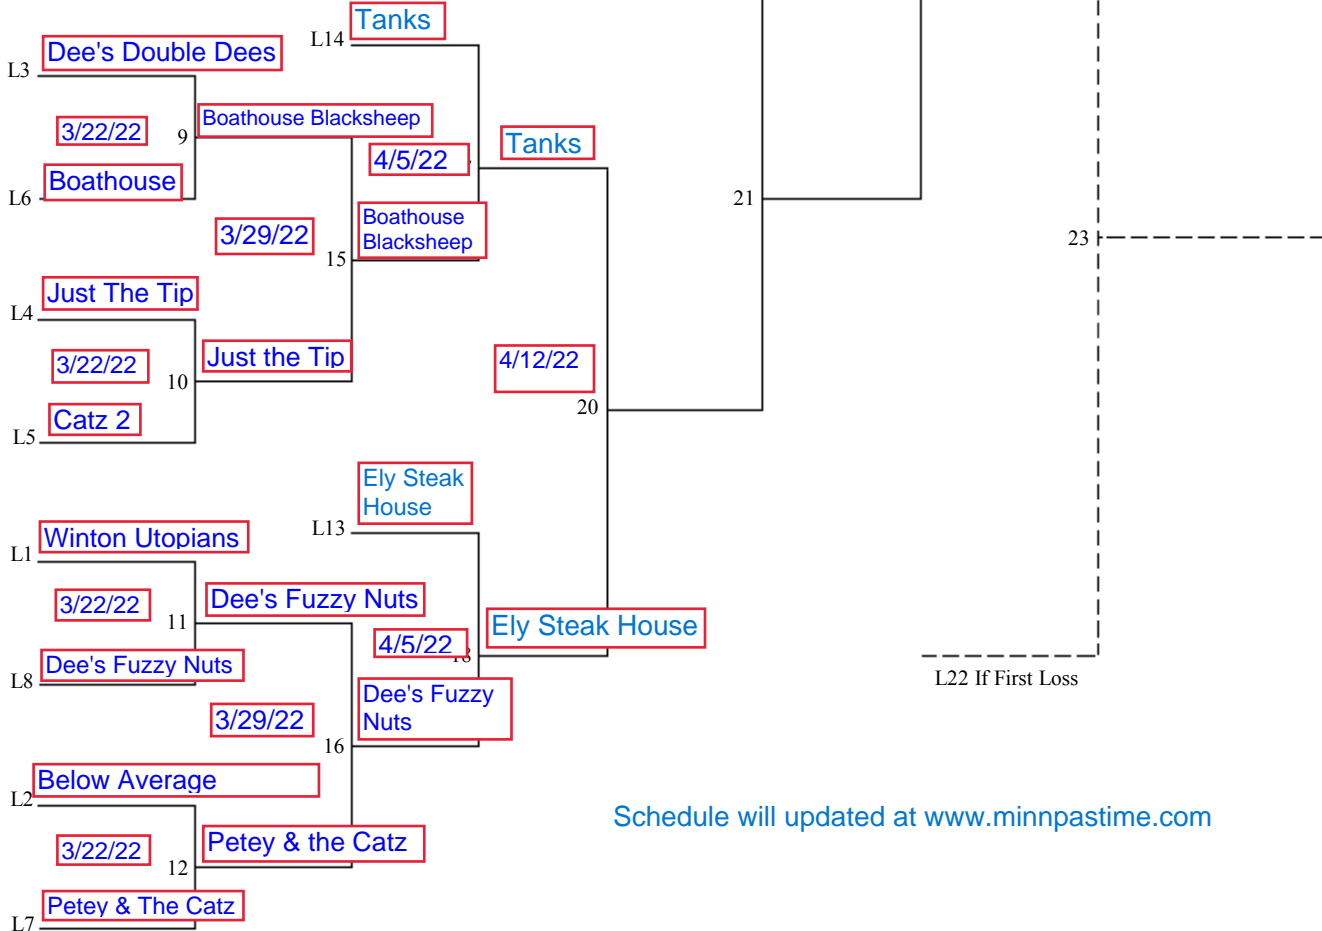 Tanks
L14
Dee's Double Dees
L3
Boathouse Blacksheep
3/22/22
9
Tanks
4/5/22
Boathouse
L6
21
Boathouse
Blacksheep
3/29/22
15
23
Just The Tip
L4
Just the Tip
3/22/22
10
4/12/22
20
Catz 2
L5
Ely Steak
House
L13
Winton Utopians
L1
Dee's Fuzzy Nuts
3/22/22
11
Ely Steak House
4/5/22
18
Dee's Fuzzy Nuts
L8
L22 If First Loss
Dee's Fuzzy
Nuts
3/29/22
16
Below Average
L2
Schedule will updated at www.minnpastime.com
Petey & the Catz
3/22/22
12
Petey & The Catz
L7